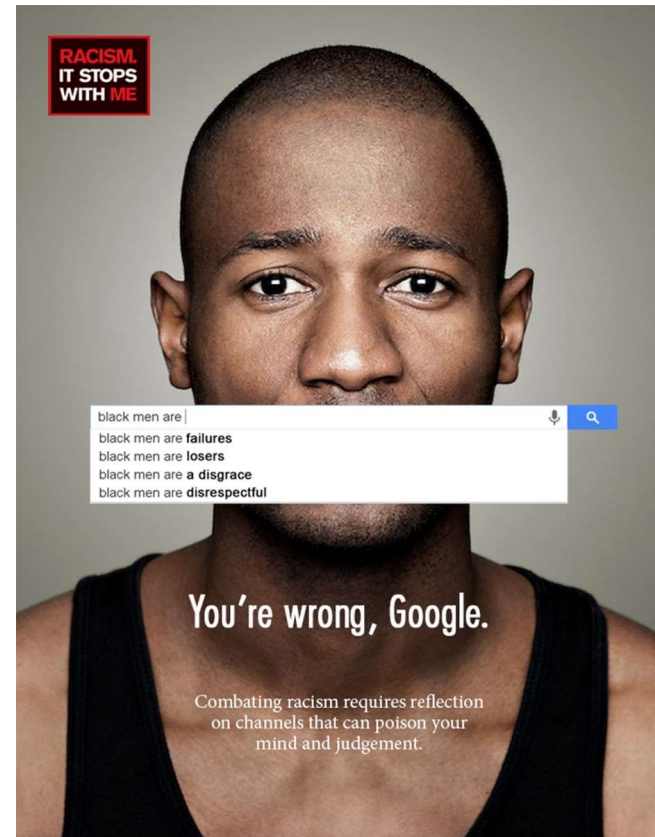 RACISM.
IT STOPS
WITH ME
black men are
black men are failures
black men are losers
black men are a disgrace
black men are disrespectful
You're wrong, Google.
Combating racism requires reflection
on channels that can poison your
mind and judgement.